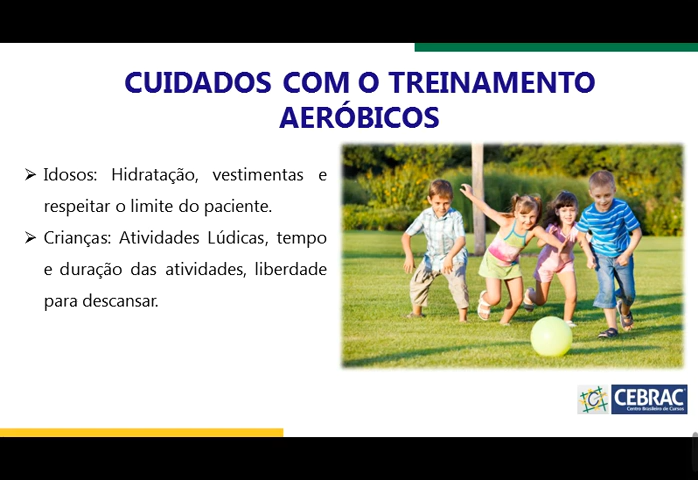 CUIDADOS COM O TREINAMENTO
AERÓBICOS
➢ Idosos: Hidratação, vestimentas e
respeitar o limite do paciente.
➢ Crianças: Atividades Lúdicas, tempo
e duração das atividades, liberdade
para descansar.
CEBRAC
Centro Brasileiro de Cursos